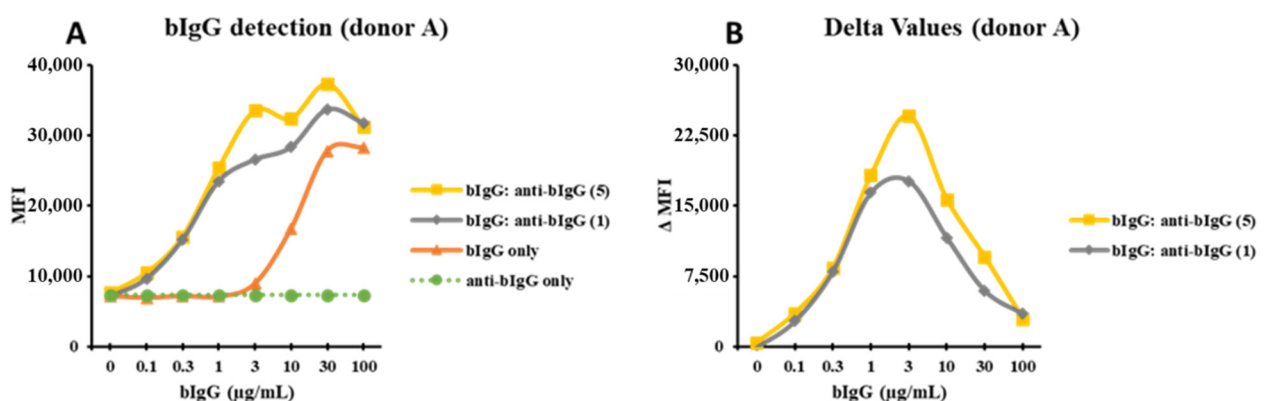 A bIgG detection (donor A)
40,000
30,000
20,000
10,000
0
MFI
0 0.1 0.3 1 3 10 30 100
bIgG (µg/mL)
bIgG: anti-bIgG (5)
bIgG: anti-bIgG (1)
bIgG only
anti-bIgG only
B Delta Values (donor A)
30,000
22,500
15,000
7,500
0
Δ MFI
0 0.1 0.3 1 3 10 30 100
bIgG (µg/mL)
bIgG: anti-bIgG (5)
bIgG: anti-bIgG (1)